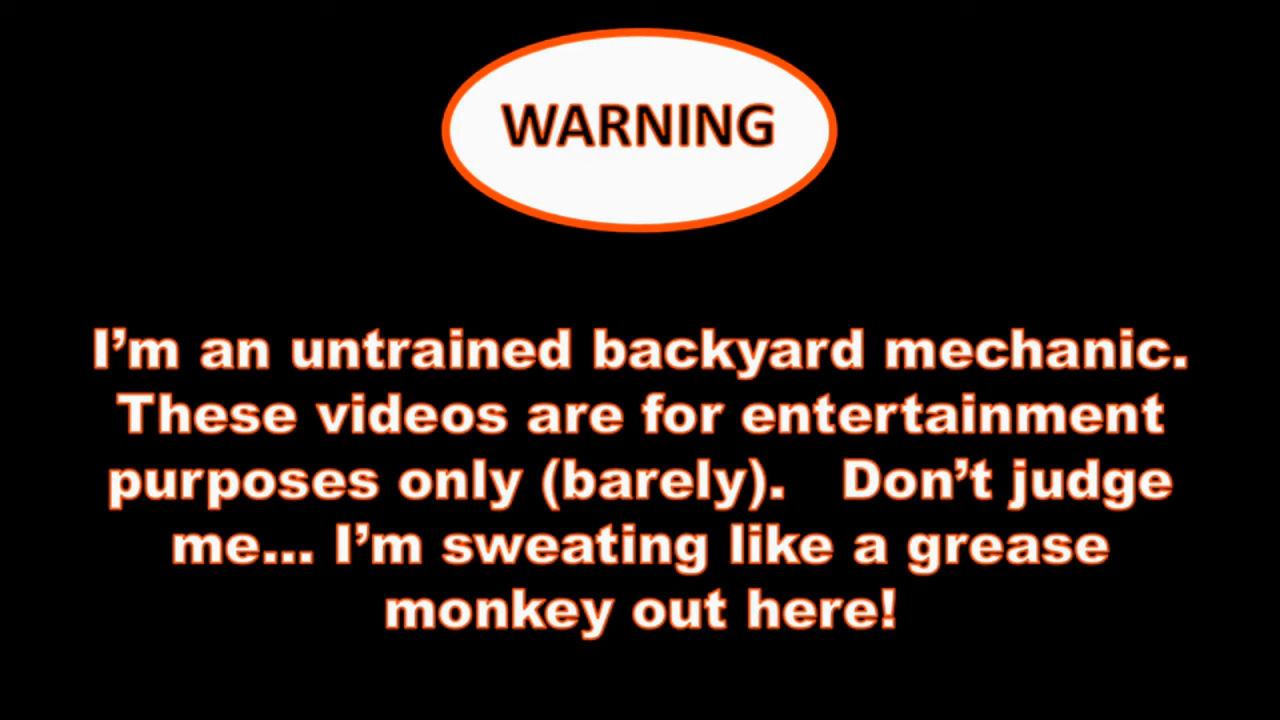 WARNING
I’m an untrained backyard mechanic.
These videos are for entertainment
purposes only (barely).   Don’t judge
me... I’m sweating like a grease
monkey out here!